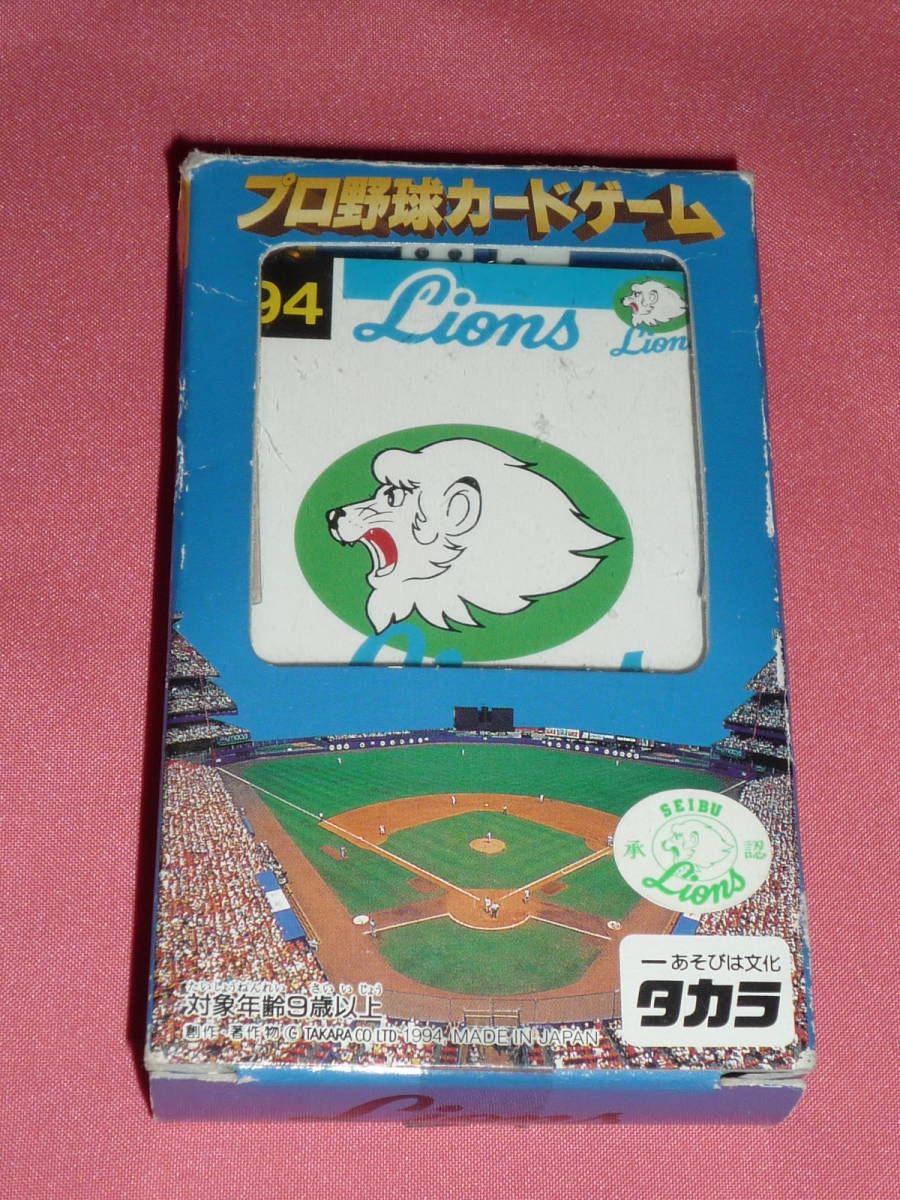 プロ野球カードゲーム
94
Lions
Lion
SEIBU
承 認
Lions
一あそびは文化
タカラ
たいしょうねんれい さいいじょう
対象年齢9歳以上
創作・著作物 © TAKARA CO LTD. 1994, MADE IN JAPAN
Lions